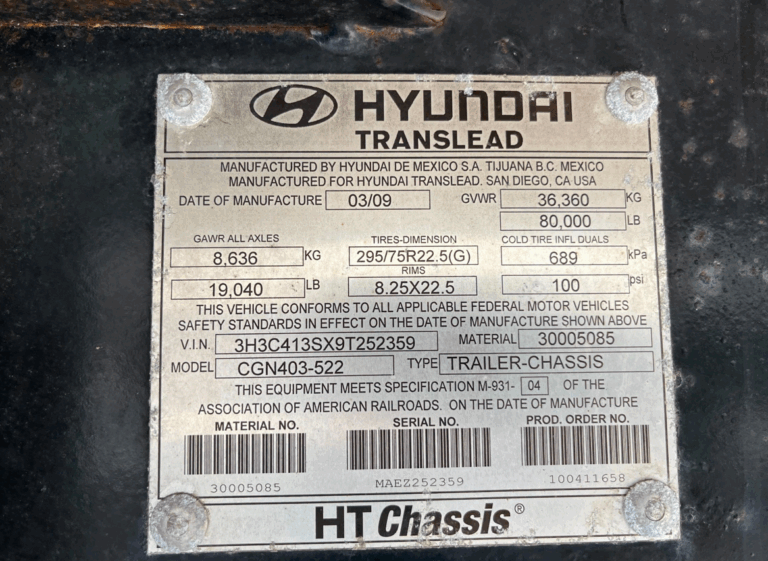 HYUNDAI
TRANSLEAD
MANUFACTURED BY HYUNDAI DE MEXICO S.A. TIJUANA B.C. MEXICO
MANUFACTURED FOR HYUNDAI TRANSLEAD. SAN DIEGO, CA USA
DATE OF MANUFACTURE 03/09 GVWR 36,360 KG
80,000 LB
GAWR ALL AXLES TIRES-DIMENSION COLD TIRE INFL DUALS
8,636 KG 295/75R22.5(G) 689 kPa
RIMS
19,040 LB 8.25X22.5 100 psi
THIS VEHICLE CONFORMS TO ALL APPLICABLE FEDERAL MOTOR VEHICLES
SAFETY STANDARDS IN EFFECT ON THE DATE OF MANUFACTURE SHOWN ABOVE
V.I.N. 3H3C413SX9T252359 MATERIAL 30005085
MODEL CGN403-522 TYPE TRAILER-CHASSIS
THIS EQUIPMENT MEETS SPECIFICATION M-931- 04 OF THE
ASSOCIATION OF AMERICAN RAILROADS. ON THE DATE OF MANUFACTURE
MATERIAL NO. SERIAL NO. PROD. ORDER NO.
30005085 MAEZ252359 100411658
HT Chassis®